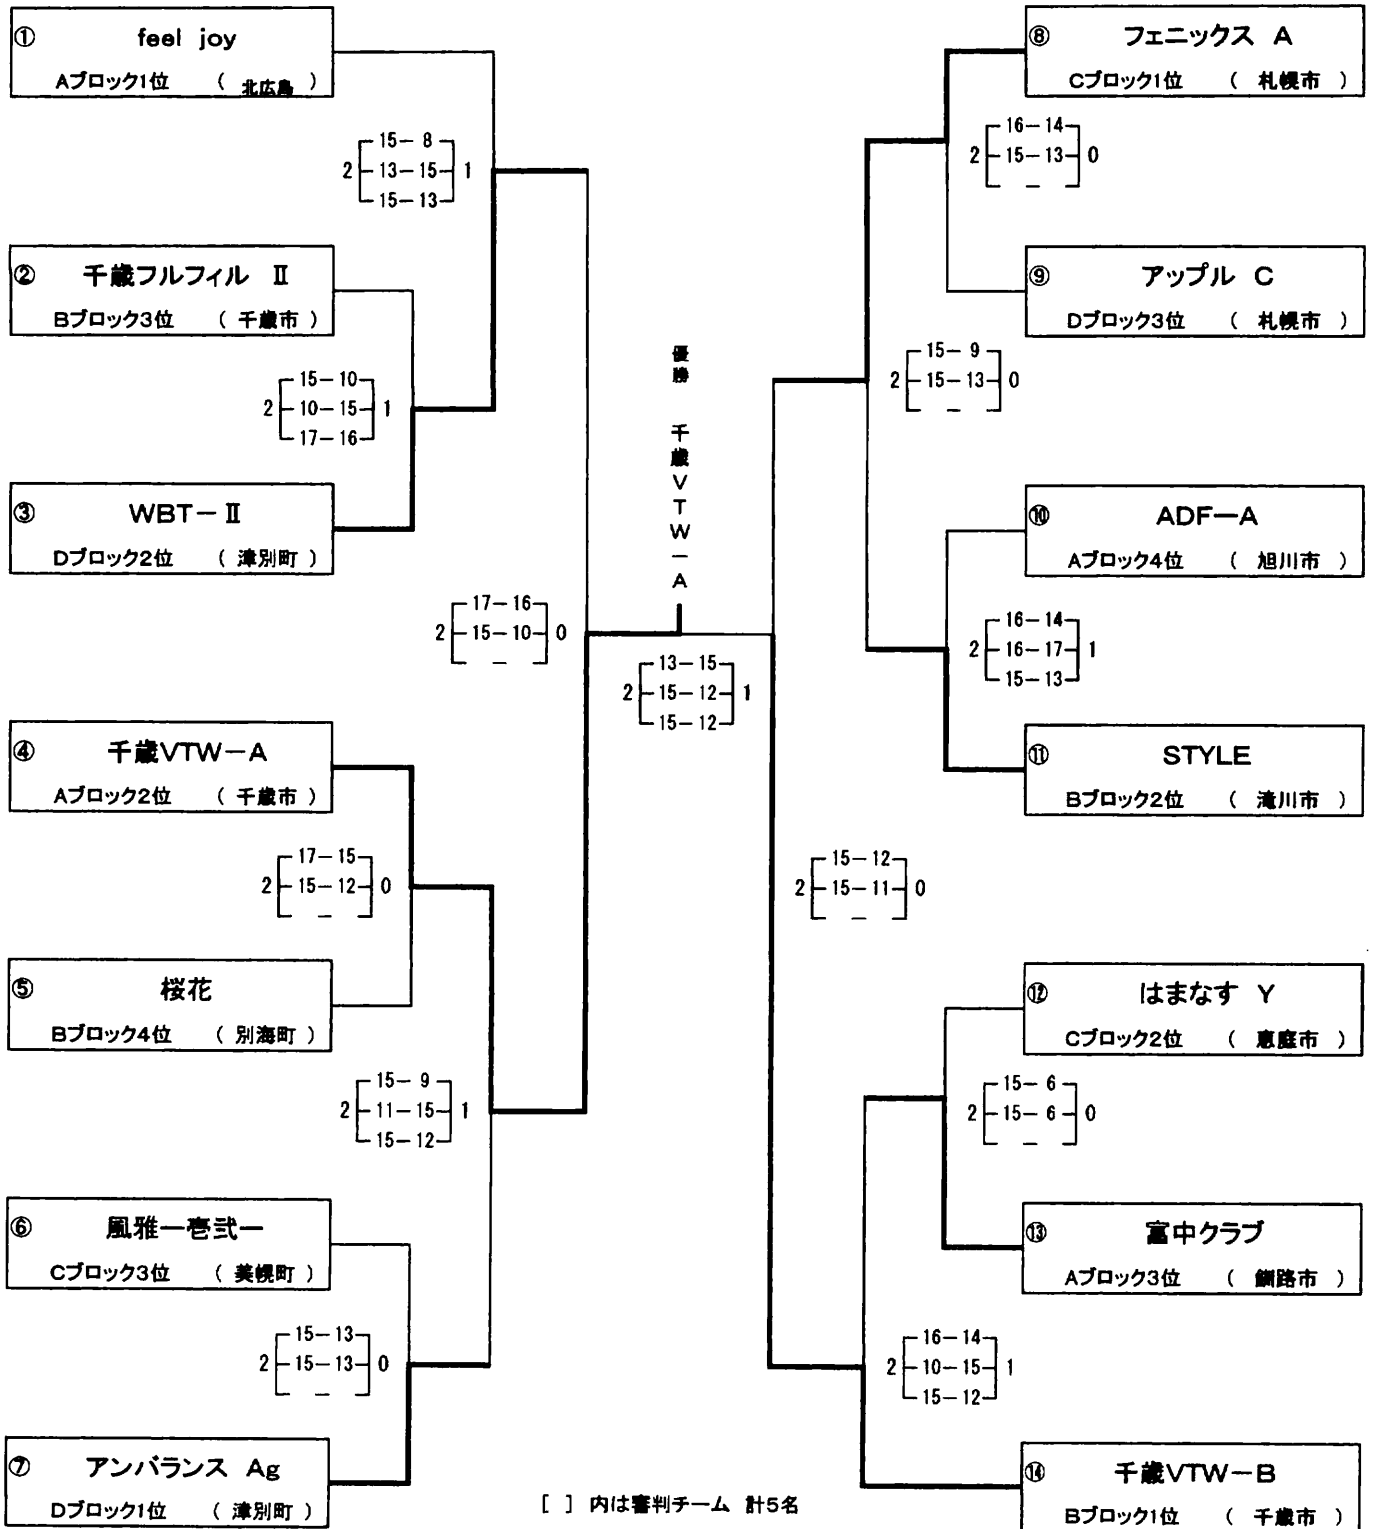 ① feel joy
Aブロック1位 ( 北広島 )
15- 8
2 13-15 1
15-13
② 千歳フルフィル Ⅱ
Bブロック3位 ( 千歳市 )
15-10
2 10-15 1
17-16
③ WBT-Ⅱ
Dブロック2位 ( 津別町 )
17-16
2 15-10 0
-
④ 千歳VTW-A
Aブロック2位 ( 千歳市 )
17-15
2 15-12 0
-
⑤ 桜花
Bブロック4位 ( 別海町 )
15- 9
2 11-15 1
15-12
⑥ 風雅一壱弐一
Cブロック3位 ( 美幌町 )
15-13
2 15-13 0
-
⑦ アンバランス Ag
Dブロック1位 ( 津別町 )
優勝 千歳VTW-A
13-15
2 15-12 1
15-12
⑧ フェニックス A
Cブロック1位 ( 札幌市 )
16-14
2 15-13 0
-
⑨ アップル C
Dブロック3位 ( 札幌市 )
15- 9
2 15-13 0
-
⑩ ADF-A
Aブロック4位 ( 旭川市 )
16-14
2 16-17 1
15-13
⑪ STYLE
Bブロック2位 ( 滝川市 )
15-12
2 15-11 0
-
⑫ はまなす Y
Cブロック2位 ( 恵庭市 )
15- 6
2 15- 6 0
-
⑬ 富中クラブ
Aブロック3位 ( 釧路市 )
16-14
2 10-15 1
15-12
⑭ 千歳VTW-B
Bブロック1位 ( 千歳市 )
[ ] 内は審判チーム 計5名